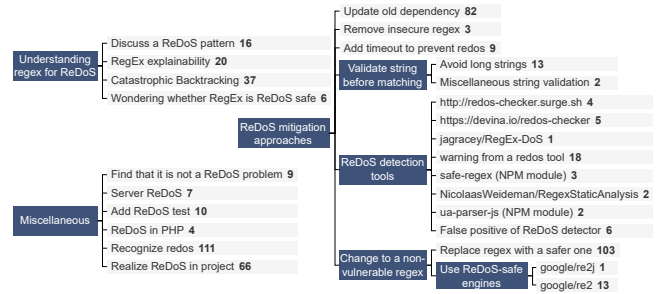 Understanding
regex for ReDoS
Discuss a ReDoS pattern 16
RegEx explainability 20
Catastrophic Backtracking 37
Wondering whether RegEx is ReDoS safe 6
Miscellaneous
Find that it is not a ReDoS problem 9
Server ReDoS 7
Add ReDoS test 10
ReDoS in PHP 4
Recognize redos 111
Realize ReDoS in project 66
ReDoS mitigation
approaches
Update old dependency 82
Remove insecure regex 3
Add timeout to prevent redos 9
Validate string
before matching
Avoid long strings 13
Miscellaneous string validation 2
ReDoS detection
tools
http://redos-checker.surge.sh 4
https://devina.io/redos-checker 5
jagracey/RegEx-DoS 1
warning from a redos tool 18
safe-regex (NPM module) 3
NicolaasWeideman/RegexStaticAnalysis 2
ua-parser-js (NPM module) 2
False positive of ReDoS detector 6
Change to a non-
vulnerable regex
Replace regex with a safer one 103
Use ReDoS-safe
engines
google/re2j 1
google/re2 13